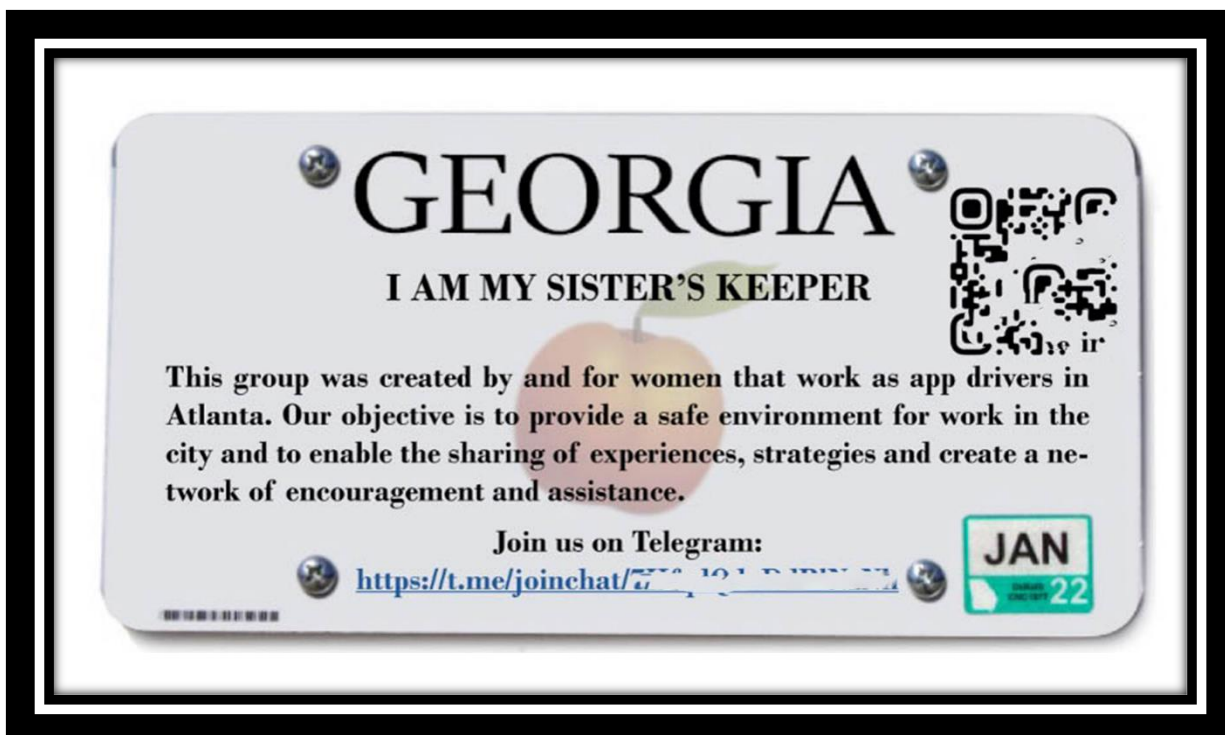 GEORGIA
I AM MY SISTER'S KEEPER
This group was created by and for women that work as app drivers in
Atlanta. Our objective is to provide a safe environment for work in the
city and to enable the sharing of experiences, strategies and create a ne-
twork of encouragement and assistance.
Join us on Telegram:
https://t.me/joinchat/
JAN
22